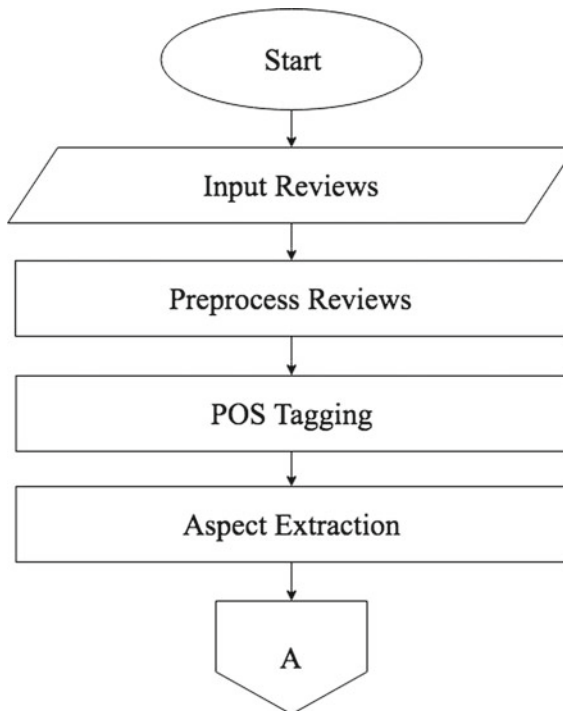 Start
Input Reviews
Preprocess Reviews
POS Tagging
Aspect Extraction
A